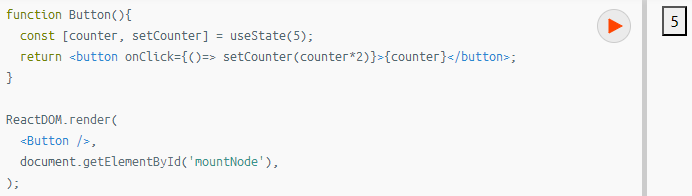 function Button(){
  const [counter, setCounter] = useState(5);
  return <button onClick={()=> setCounter(counter*2)}>{counter}</button>;
}

ReactDOM.render(
  <Button />,
  document.getElementById('mountNode'),
);
5